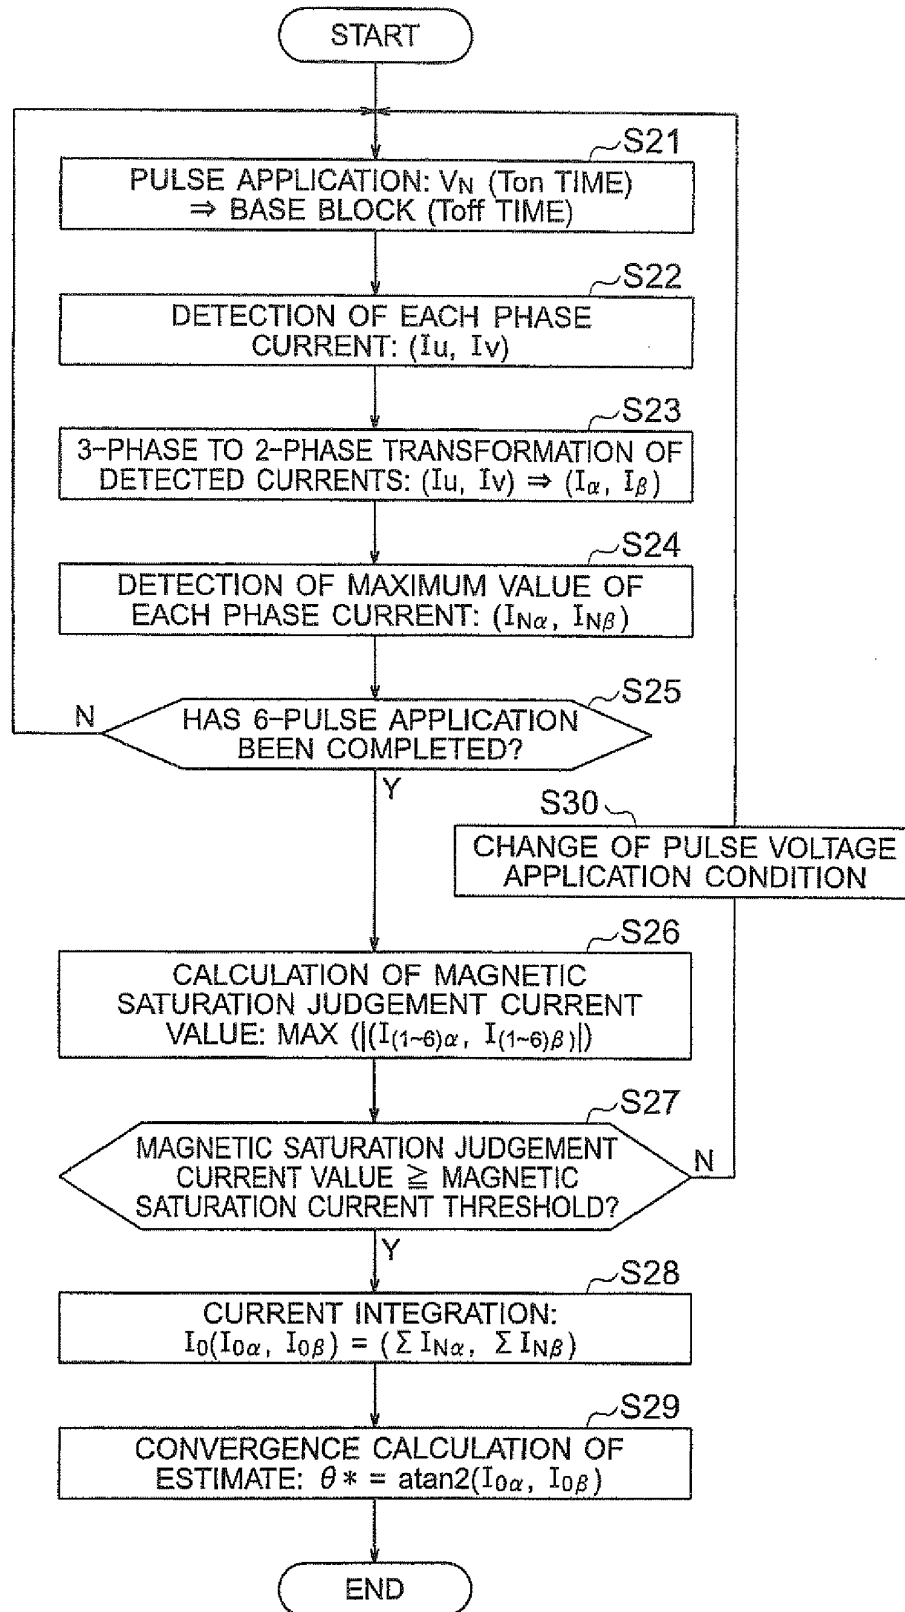 START
S21
PULSE APPLICATION: VN (Ton TIME)
⇒ BASE BLOCK (Toff TIME)
S22
DETECTION OF EACH PHASE
CURRENT: (Iu, Iv)
S23
3-PHASE TO 2-PHASE TRANSFORMATION OF
DETECTED CURRENTS: (Iu, Iv) ⇒ (Iα, Iβ)
S24
DETECTION OF MAXIMUM VALUE OF
EACH PHASE CURRENT: (INα, INβ)
S25
N
HAS 6-PULSE APPLICATION
BEEN COMPLETED?
Y
S30
CHANGE OF PULSE VOLTAGE
APPLICATION CONDITION
S26
CALCULATION OF MAGNETIC
SATURATION JUDGEMENT CURRENT
VALUE: MAX (|(I(1~6)α, I(1~6)β)|)
S27
MAGNETIC SATURATION JUDGEMENT
CURRENT VALUE ≧ MAGNETIC
SATURATION CURRENT THRESHOLD?
N
Y
S28
CURRENT INTEGRATION:
I0(I0α, I0β) = (Σ INα, Σ INβ)
S29
CONVERGENCE CALCULATION OF
ESTIMATE: θ* = atan2(I0α, I0β)
END